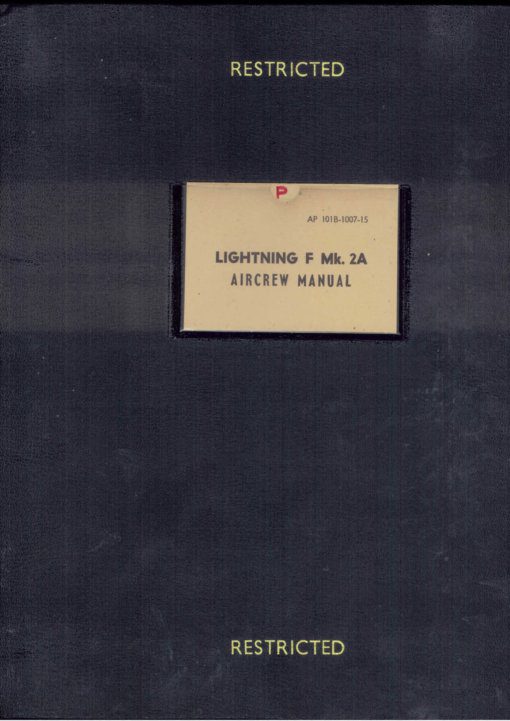 RESTRICTED
P
AP 101B-1007-15
LIGHTNING F Mk. 2A
AIRCREW MANUAL
RESTRICTED